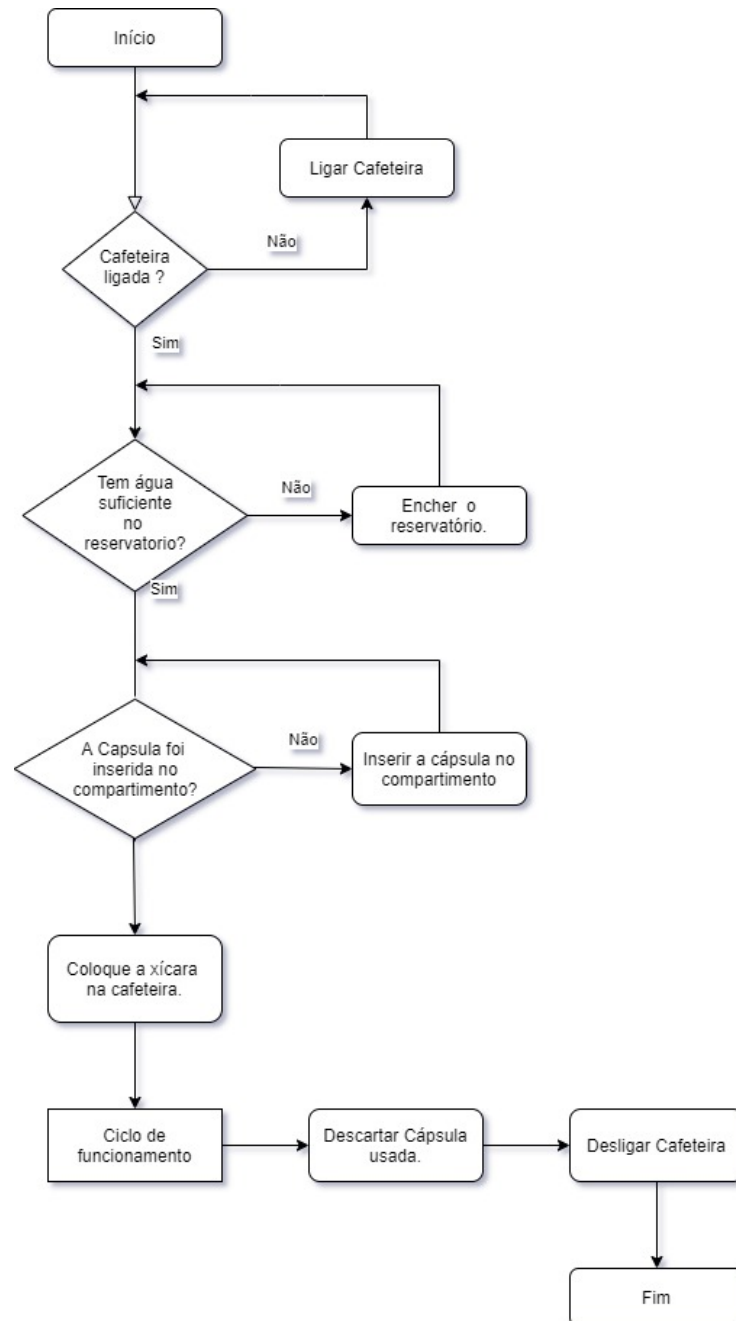 Início
Ligar Cafeteira
Não
Cafeteira
ligada ?
Sim
Tem água
suficiente
no
reservatorio?
Não
Encher o
reservatório.
Sim
A Capsula foi
inserida no
compartimento?
Não
Inserir a cápsula no
compartimento
Coloque a xícara
na cafeteira.
Ciclo de
funcionamento
Descartar Cápsula
usada.
Desligar Cafeteira
Fim